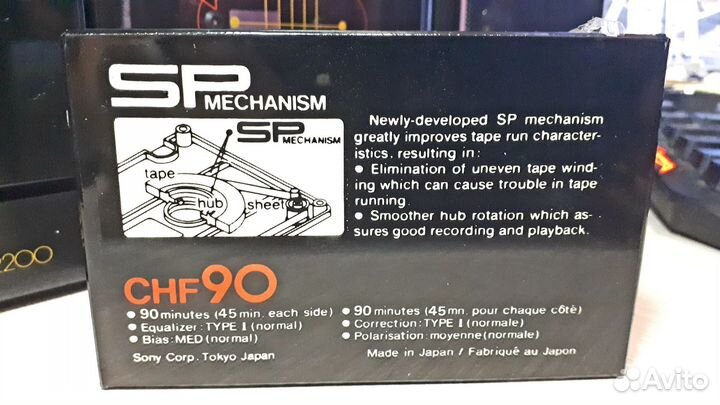 SP MECHANISM
SP MECHANISM
tape
hub
sheet
Newly-developed SP mechanism
greatly improves tape run character-
istics, resulting in:
• Elimination of uneven tape wind-
ing which can cause trouble in tape
running.
• Smoother hub rotation which as-
sures good recording and playback.
2200
CHF90
• 90 minutes (45 min. each side)
• Equalizer: TYPE I (normal)
• Bias: MED (normal)
Sony Corp. Tokyo Japan
• 90 minutes (45 mn. pour chaque côté)
• Correction: TYPE I (normale)
• Polarisation: moyenne (normale)
Made in Japan / Fabriqué au Japon
Avito